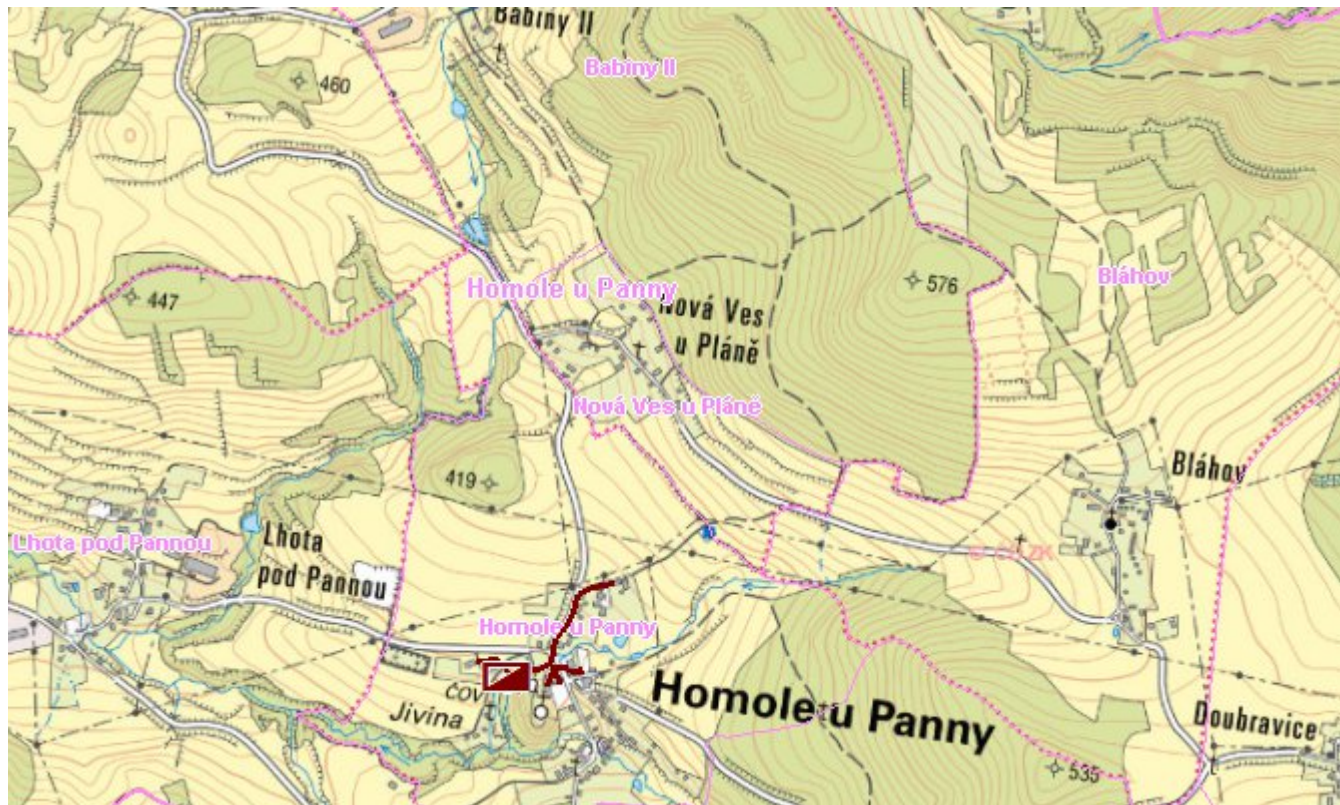 Babiny II
Babiny II
460
Bláhov
576
Homole u Panny
447
Nová Ves
u Pláně
Nová Ves u Pláně
Bláhov
419
Lhota pod Pannou
Lhota
pod Pannou
Homole u Panny
ČOV
Jivina
Homole u Panny
Doubravice
535